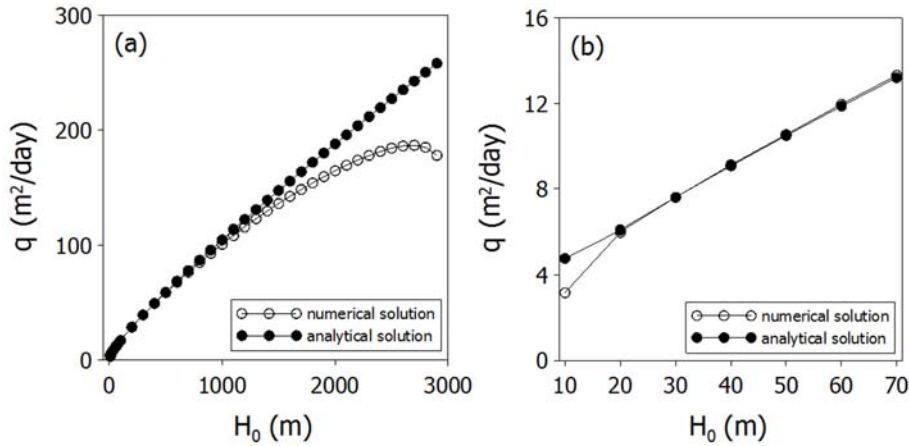 (a)
300
200
100
0
q (m²/day)
numerical solution
analytical solution
0 1000 2000 3000
H₀ (m)
(b)
16
12
8
4
0
q (m²/day)
numerical solution
analytical solution
10 20 30 40 50 60 70
H₀ (m)